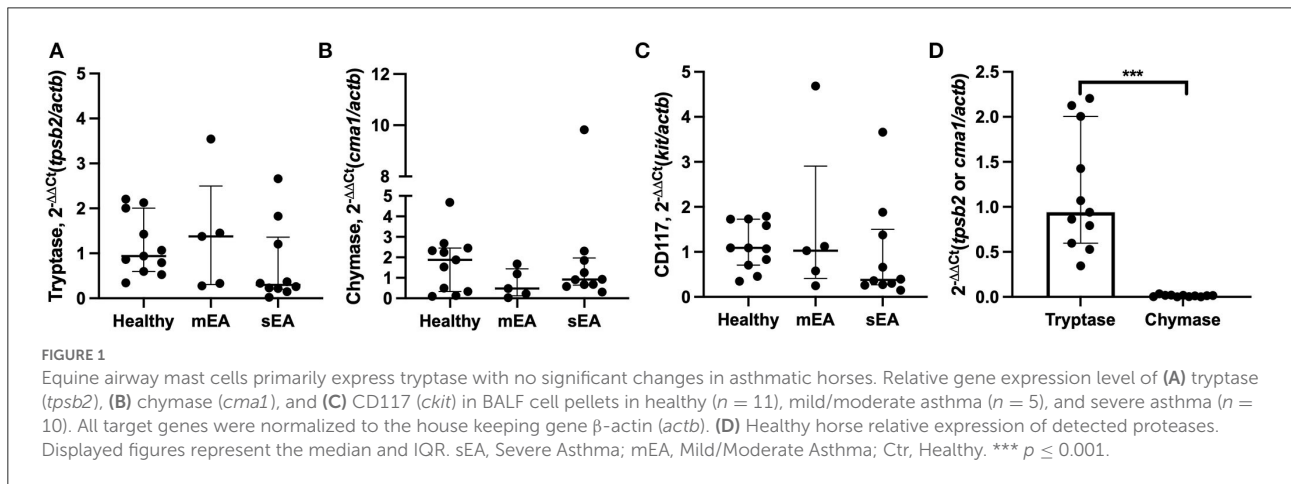 A
Tryptase, 2^-ΔΔCt(tpsb2/actb)
5
4
3
2
1
0
Healthy
mEA
sEA
B
Chymase, 2^-ΔΔCt(cma1/actb)
12
10
8
5
4
3
2
1
0
Healthy
mEA
sEA
C
CD117, 2^-ΔΔCt(kit/actb)
5
4
3
2
1
0
Healthy
mEA
sEA
D
2^-ΔΔCt(tpsb2 or cma1/actb)
2.5
2.0
1.5
1.0
0.5
0.0
***
Tryptase
Chymase
FIGURE 1
Equine airway mast cells primarily express tryptase with no significant changes in asthmatic horses. Relative gene expression level of (A) tryptase
(tpsb2), (B) chymase (cma1), and (C) CD117 (ckit) in BALF cell pellets in healthy (n = 11), mild/moderate asthma (n = 5), and severe asthma (n =
10). All target genes were normalized to the house keeping gene β-actin (actb). (D) Healthy horse relative expression of detected proteases.
Displayed figures represent the median and IQR. sEA, Severe Asthma; mEA, Mild/Moderate Asthma; Ctr, Healthy. *** p ≤ 0.001.